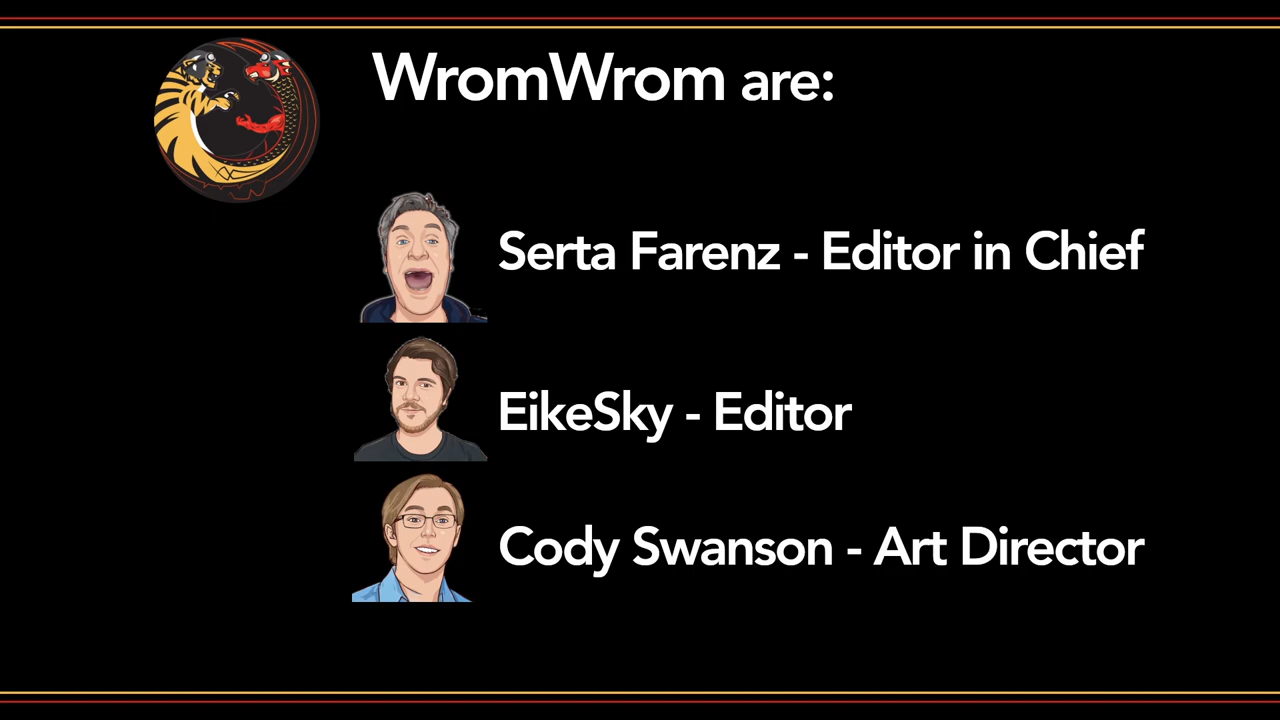 WromWrom are:
Serta Farenz - Editor in Chief
EikeSky - Editor
Cody Swanson - Art Director